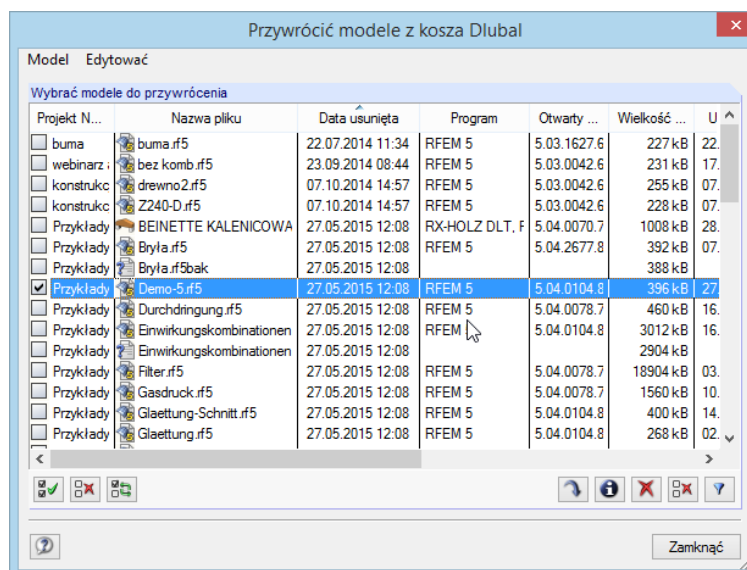 Przywrócić modele z kosza Dlubal
Model Edytować
Wybrać modele do przywrócenia
Projekt N... Nazwa pliku Data usunięta Program Otwarty ... Wielkość ... U
buma buma.rf5 22.07.2014 11:34 RFEM 5 5.03.1627.6 227 kB 22.
webinarz bez komb.rf5 23.09.2014 08:44 RFEM 5 5.03.0042.6 231 kB 17.
konstrukc drewno2.rf5 07.10.2014 14:57 RFEM 5 5.03.0042.6 255 kB 07.
konstrukc Z240-D.rf5 07.10.2014 14:57 RFEM 5 5.03.0042.6 228 kB 07.
Przykłady BEINETTE KALENICOWA 27.05.2015 12:08 RX-HOLZ DLT, F 5.04.0070.7 1008 kB 28.
Przykłady Bryła.rf5 27.05.2015 12:08 RFEM 5 5.04.2677.8 392 kB 07.
Przykłady Bryła.rf5bak 27.05.2015 12:08 388 kB
Przykłady Demo-5.rf5 27.05.2015 12:08 RFEM 5 5.04.0104.8 396 kB 27.
Przykłady Durchdringung.rf5 27.05.2015 12:08 RFEM 5 5.04.0078.7 460 kB 16.
Przykłady Einwirkungskombinationen 27.05.2015 12:08 RFEM 5.04.0104.8 3012 kB 16.
Przykłady Einwirkungskombinationen 27.05.2015 12:08 2904 kB
Przykłady Filter.rf5 27.05.2015 12:08 RFEM 5 5.04.0078.7 18904 kB 03.
Przykłady Gasdruck.rf5 27.05.2015 12:08 RFEM 5 5.04.0078.7 1560 kB 10.
Przykłady Glaettung-Schnitt.rf5 27.05.2015 12:08 RFEM 5 5.04.0104.8 400 kB 14.
Przykłady Glaettung.rf5 27.05.2015 12:08 RFEM 5 5.04.0104.8 268 kB 02.
Zamknąć